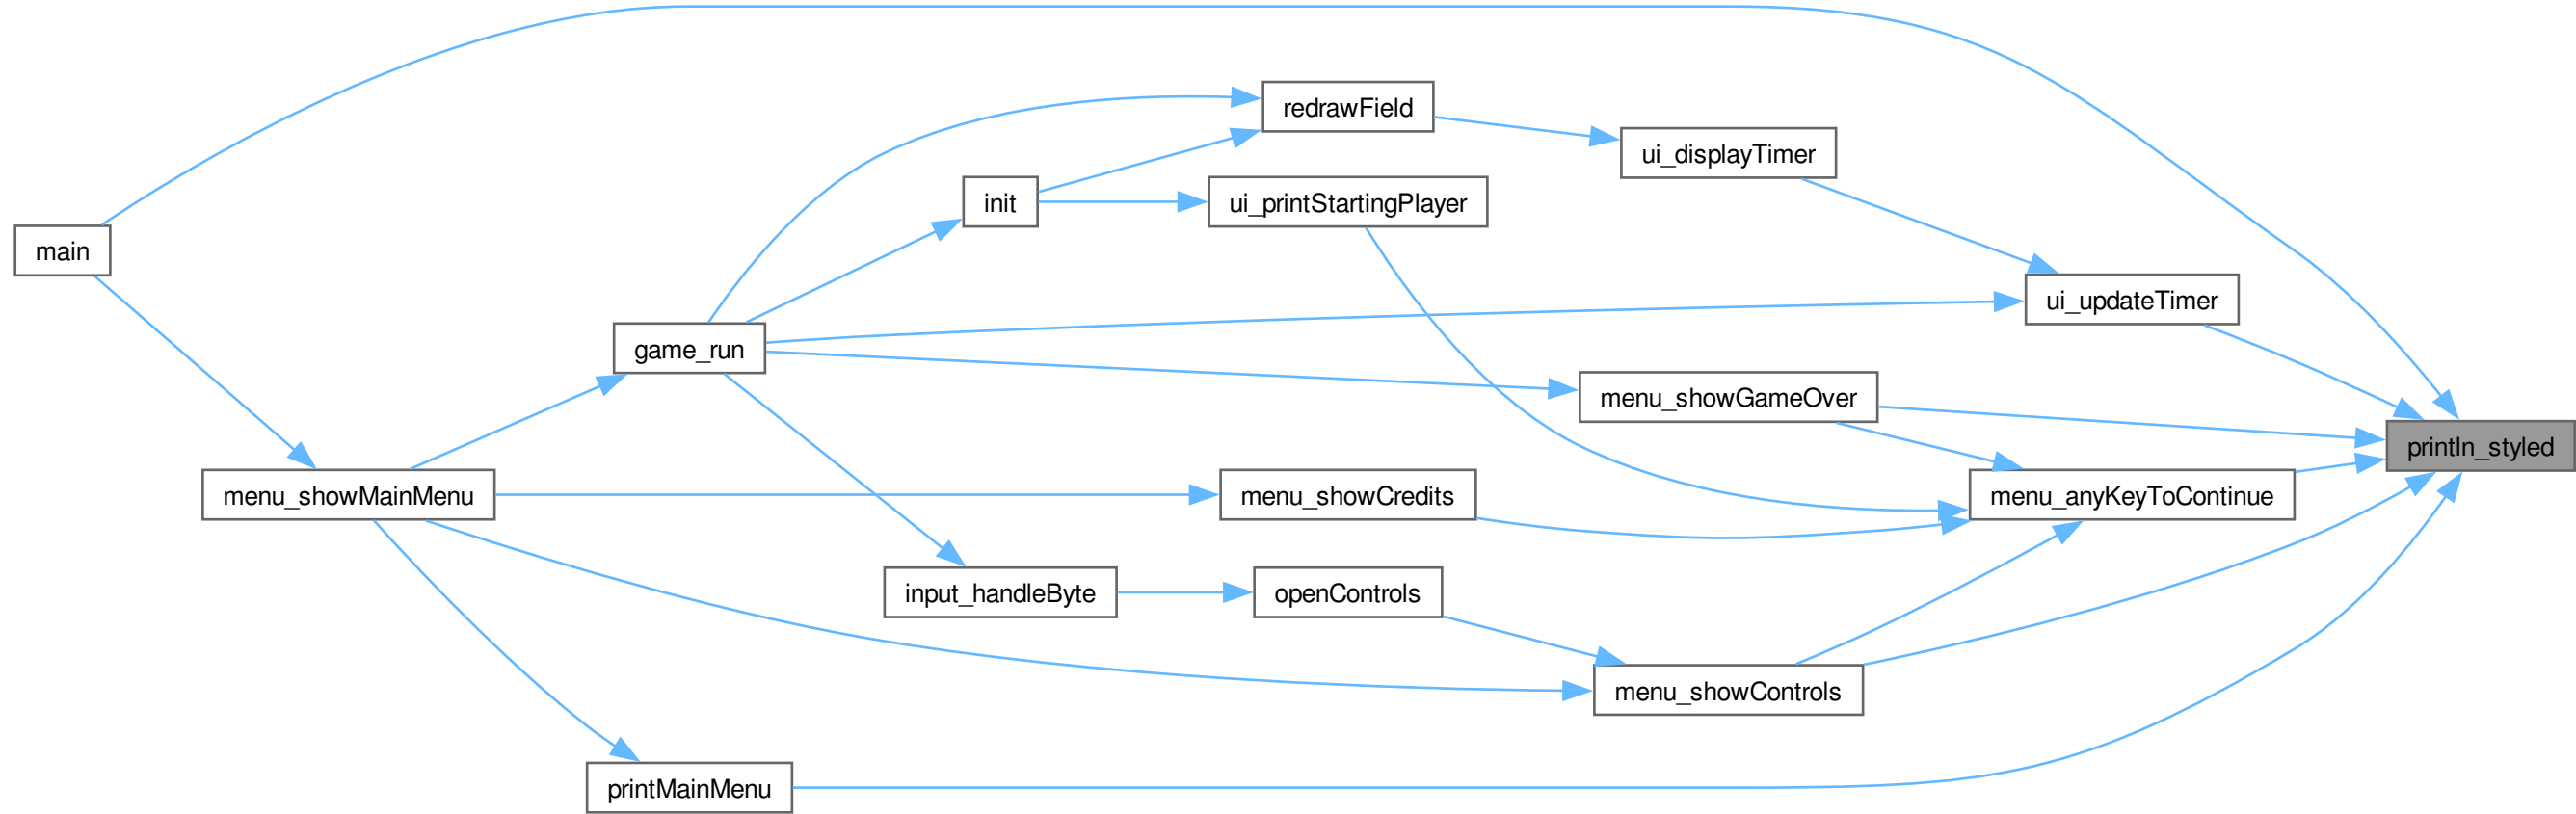 redrawField
ui_displayTimer
init
ui_printStartingPlayer
main
ui_updateTimer
game_run
menu_showGameOver
println_styled
menu_showMainMenu
menu_showCredits
menu_anyKeyToContinue
input_handleByte
openControls
menu_showControls
printMainMenu